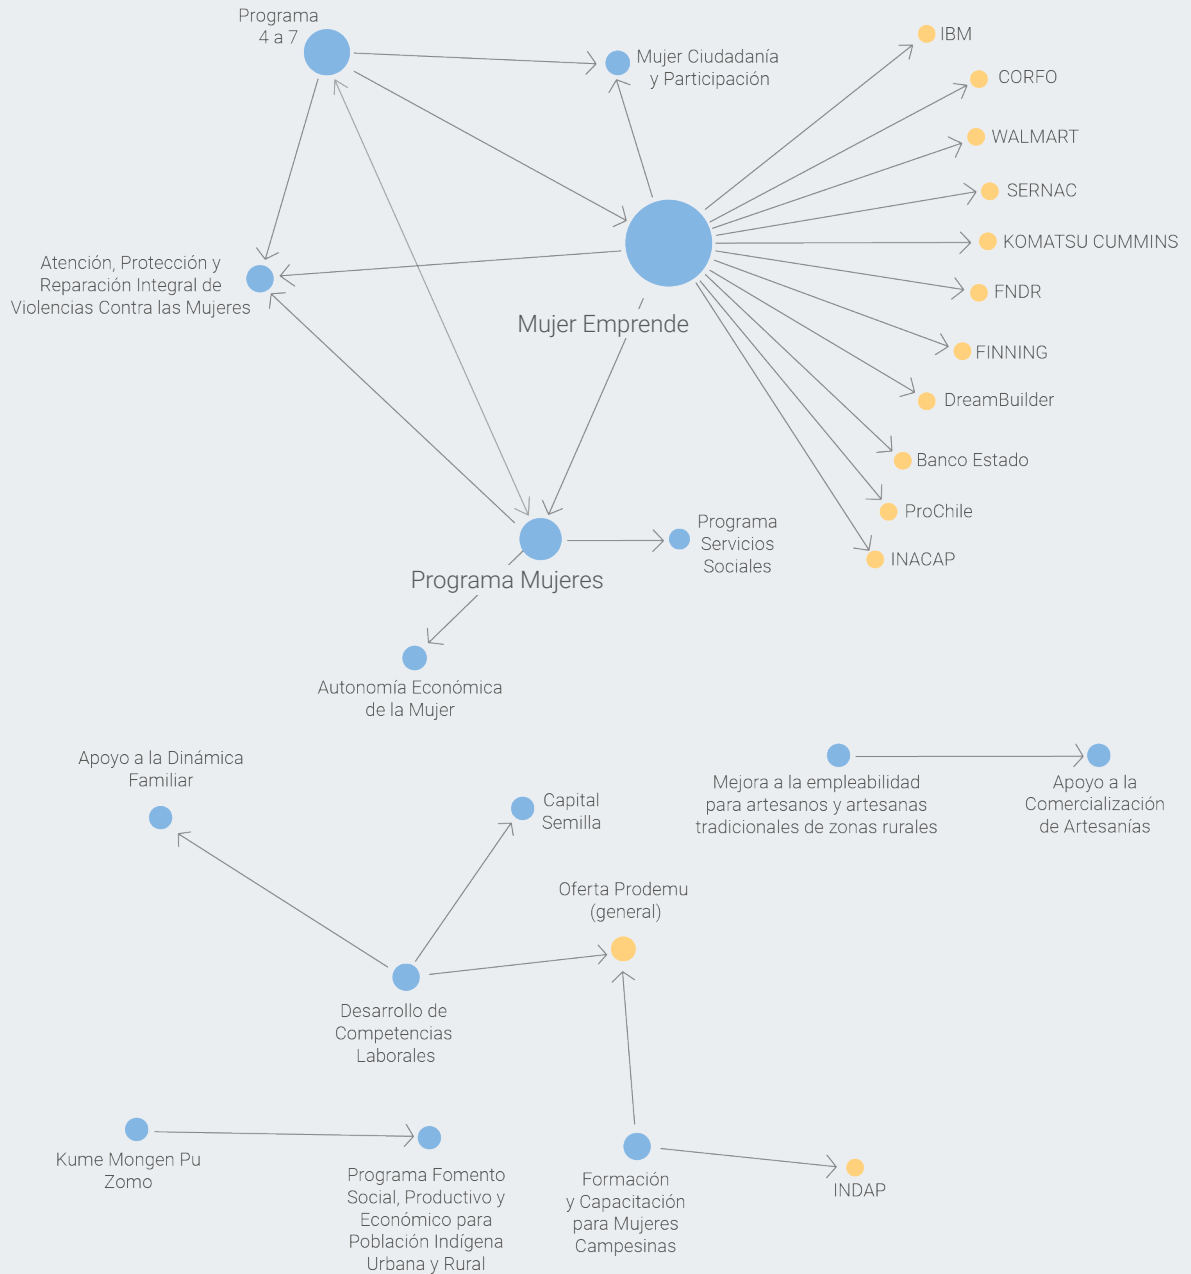 Programa
4 a 7
Mujer Ciudadanía
y Participación
IBM
CORFO
WALMART
SERNAC
KOMATSU CUMMINS
FNDR
FINNING
DreamBuilder
Banco Estado
ProChile
INACAP
Atención, Protección y
Reparación Integral de
Violencias Contra las Mujeres
Mujer Emprende
Programa
Servicios
Sociales
Programa Mujeres
Autonomía Económica
de la Mujer
Apoyo a la Dinámica
Familiar
Capital
Semilla
Mejora a la empleabilidad
para artesanos y artesanas
tradicionales de zonas rurales
Apoyo a la
Comercialización
de Artesanías
Oferta Prodemu
(general)
Desarrollo de
Competencias
Laborales
Kume Mongen Pu
Zomo
Programa Fomento
Social, Productivo y
Económico para
Población Indígena
Urbana y Rural
Formación
y Capacitación
para Mujeres
Campesinas
INDAP